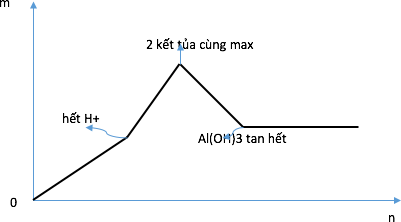 m
2 kết tủa cùng max
hết H+
Al(OH)3 tan hết
0
n